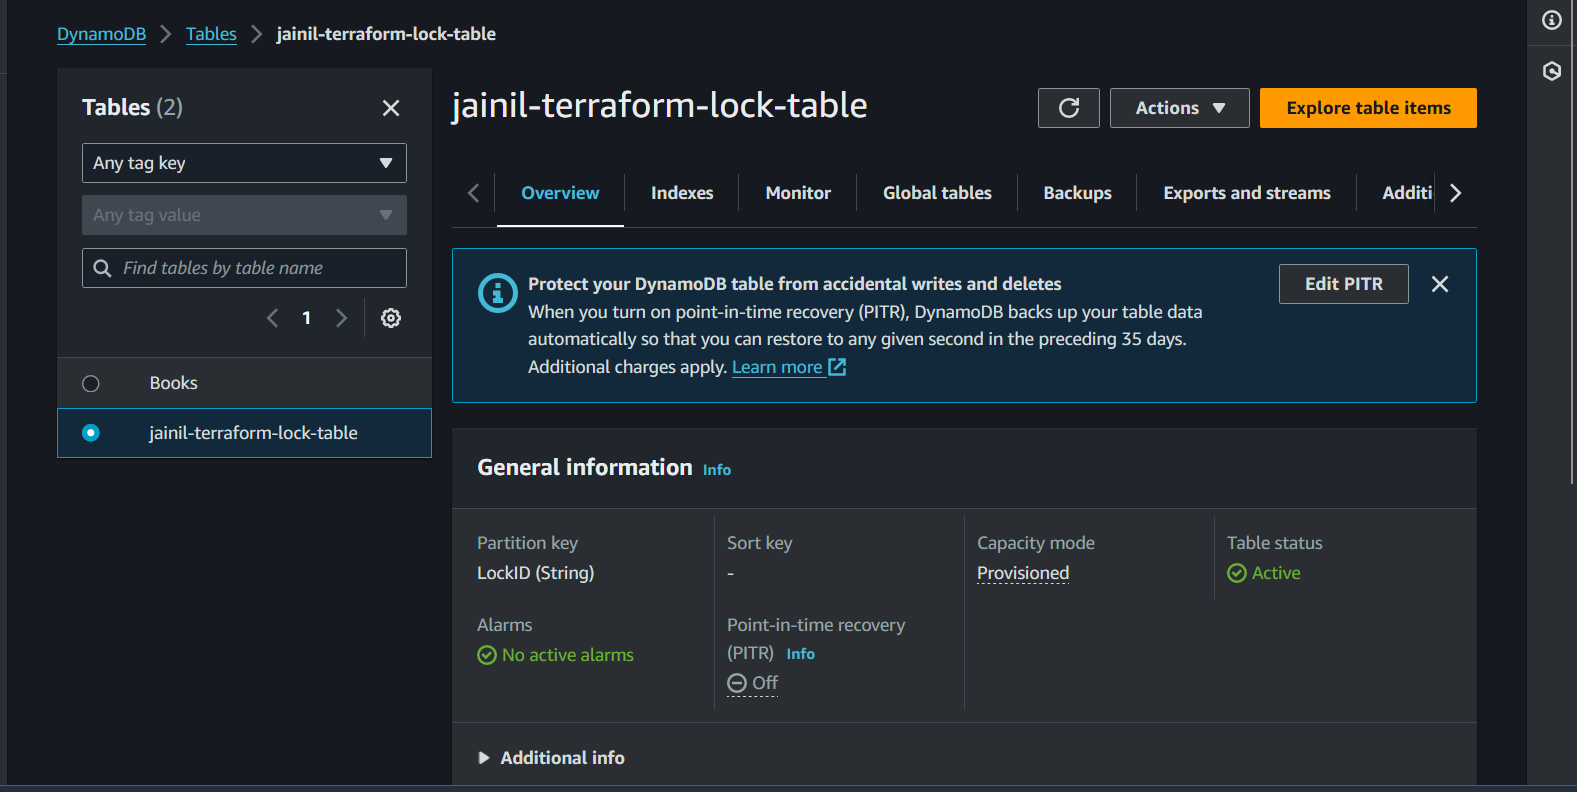 DynamoDB > Tables > jainil-terraform-lock-table
Tables (2)
Any tag key
Any tag value
Find tables by table name
1
Books
jainil-terraform-lock-table
jainil-terraform-lock-table
Actions
Explore table items
Overview
Indexes
Monitor
Global tables
Backups
Exports and streams
Additi
Protect your DynamoDB table from accidental writes and deletes
When you turn on point-in-time recovery (PITR), DynamoDB backs up your table data
automatically so that you can restore to any given second in the preceding 35 days.
Additional charges apply. Learn more
Edit PITR
General information Info
Partition key
LockID (String)
Sort key
-
Capacity mode
Provisioned
Table status
Active
Alarms
No active alarms
Point-in-time recovery
(PITR) Info
Off
Additional info